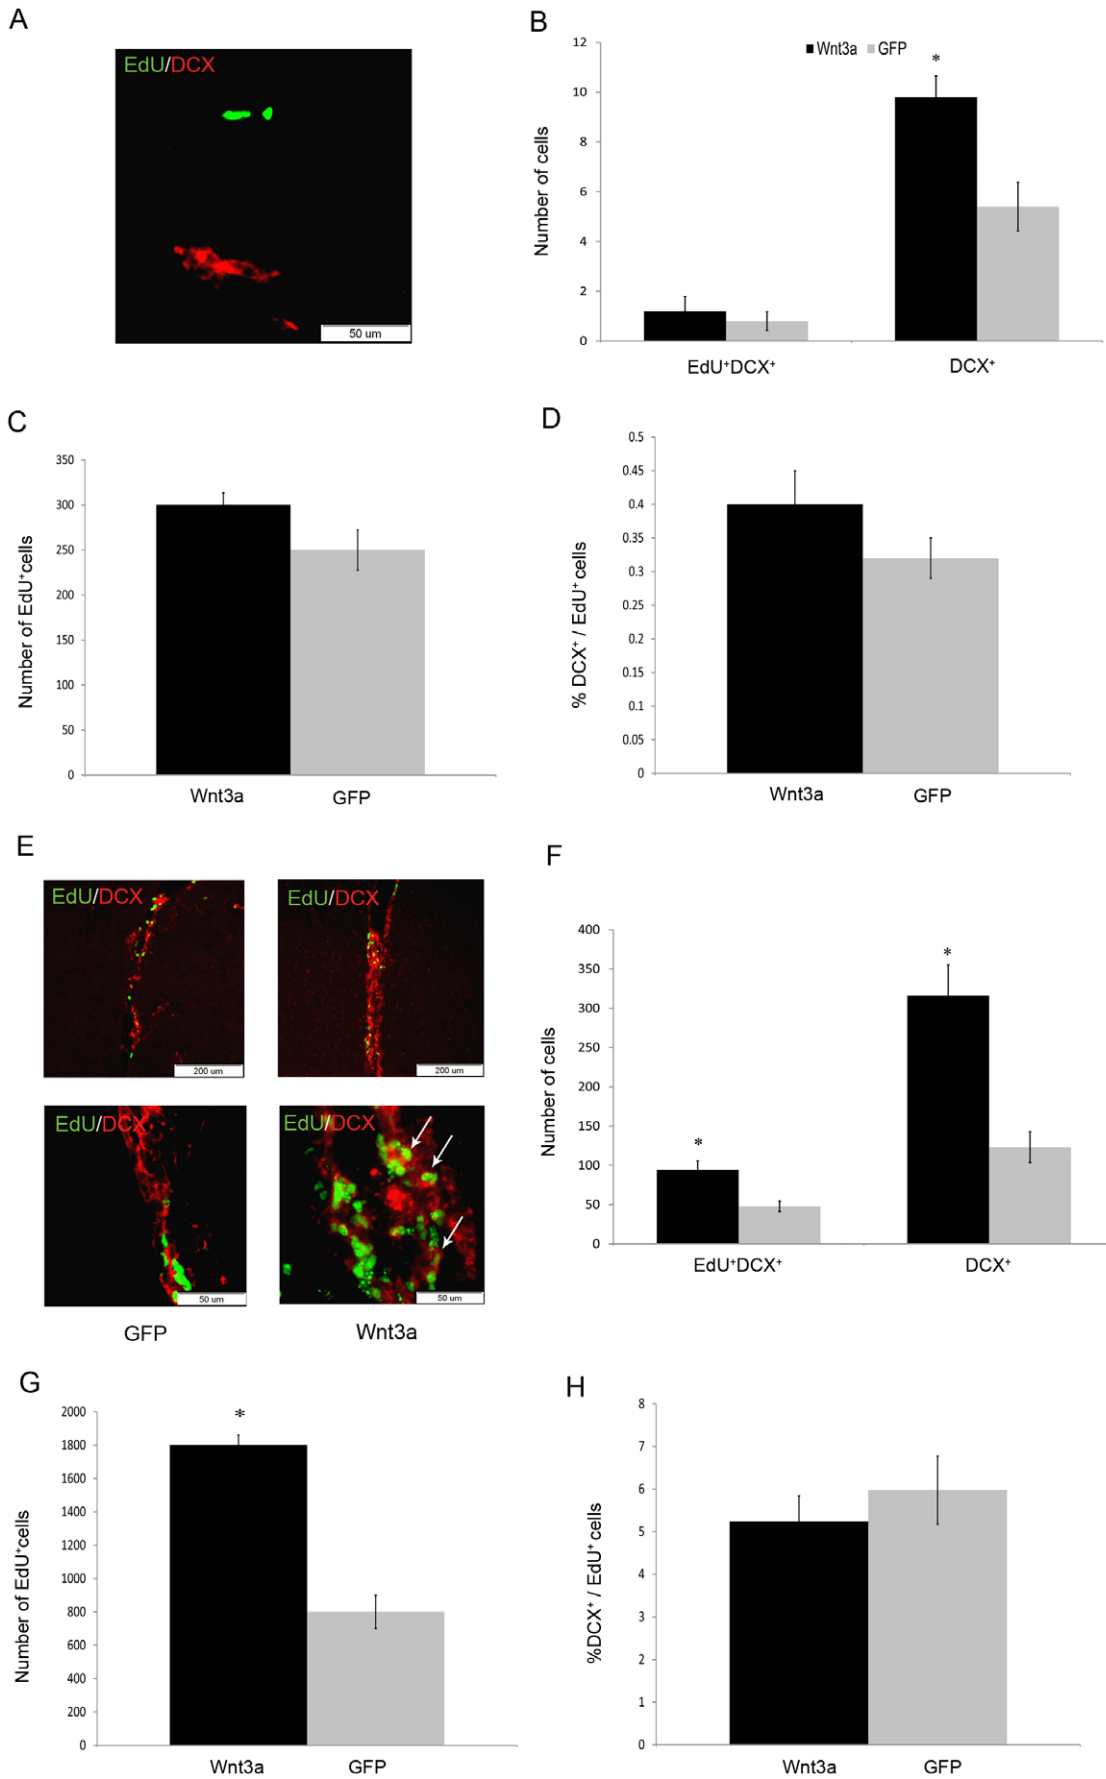 A
EdU/DCX
50 um
B
Wnt3a GFP
*
12
10
8
6
4
2
0
Number of cells
EdU⁺DCX⁺ DCX⁺
C
350
300
250
200
150
100
50
0
Number of EdU⁺cells
Wnt3a GFP
D
0.5
0.45
0.4
0.35
0.3
0.25
0.2
0.15
0.1
0.05
0
% DCX⁺ / EdU⁺ cells
Wnt3a GFP
E
EdU/DCX
200 um
EdU/DCX
200 um
EdU/DCX
50 um
EdU/DCX
50 um
GFP Wnt3a
F
400
350
300
250
200
150
100
50
0
Number of cells
*
*
EdU⁺DCX⁺ DCX⁺
G
2000
1800
1600
1400
1200
1000
800
600
400
200
0
Number of EdU⁺cells
*
Wnt3a GFP
H
8
7
6
5
4
3
2
1
0
%DCX⁺ / EdU⁺ cells
Wnt3a GFP